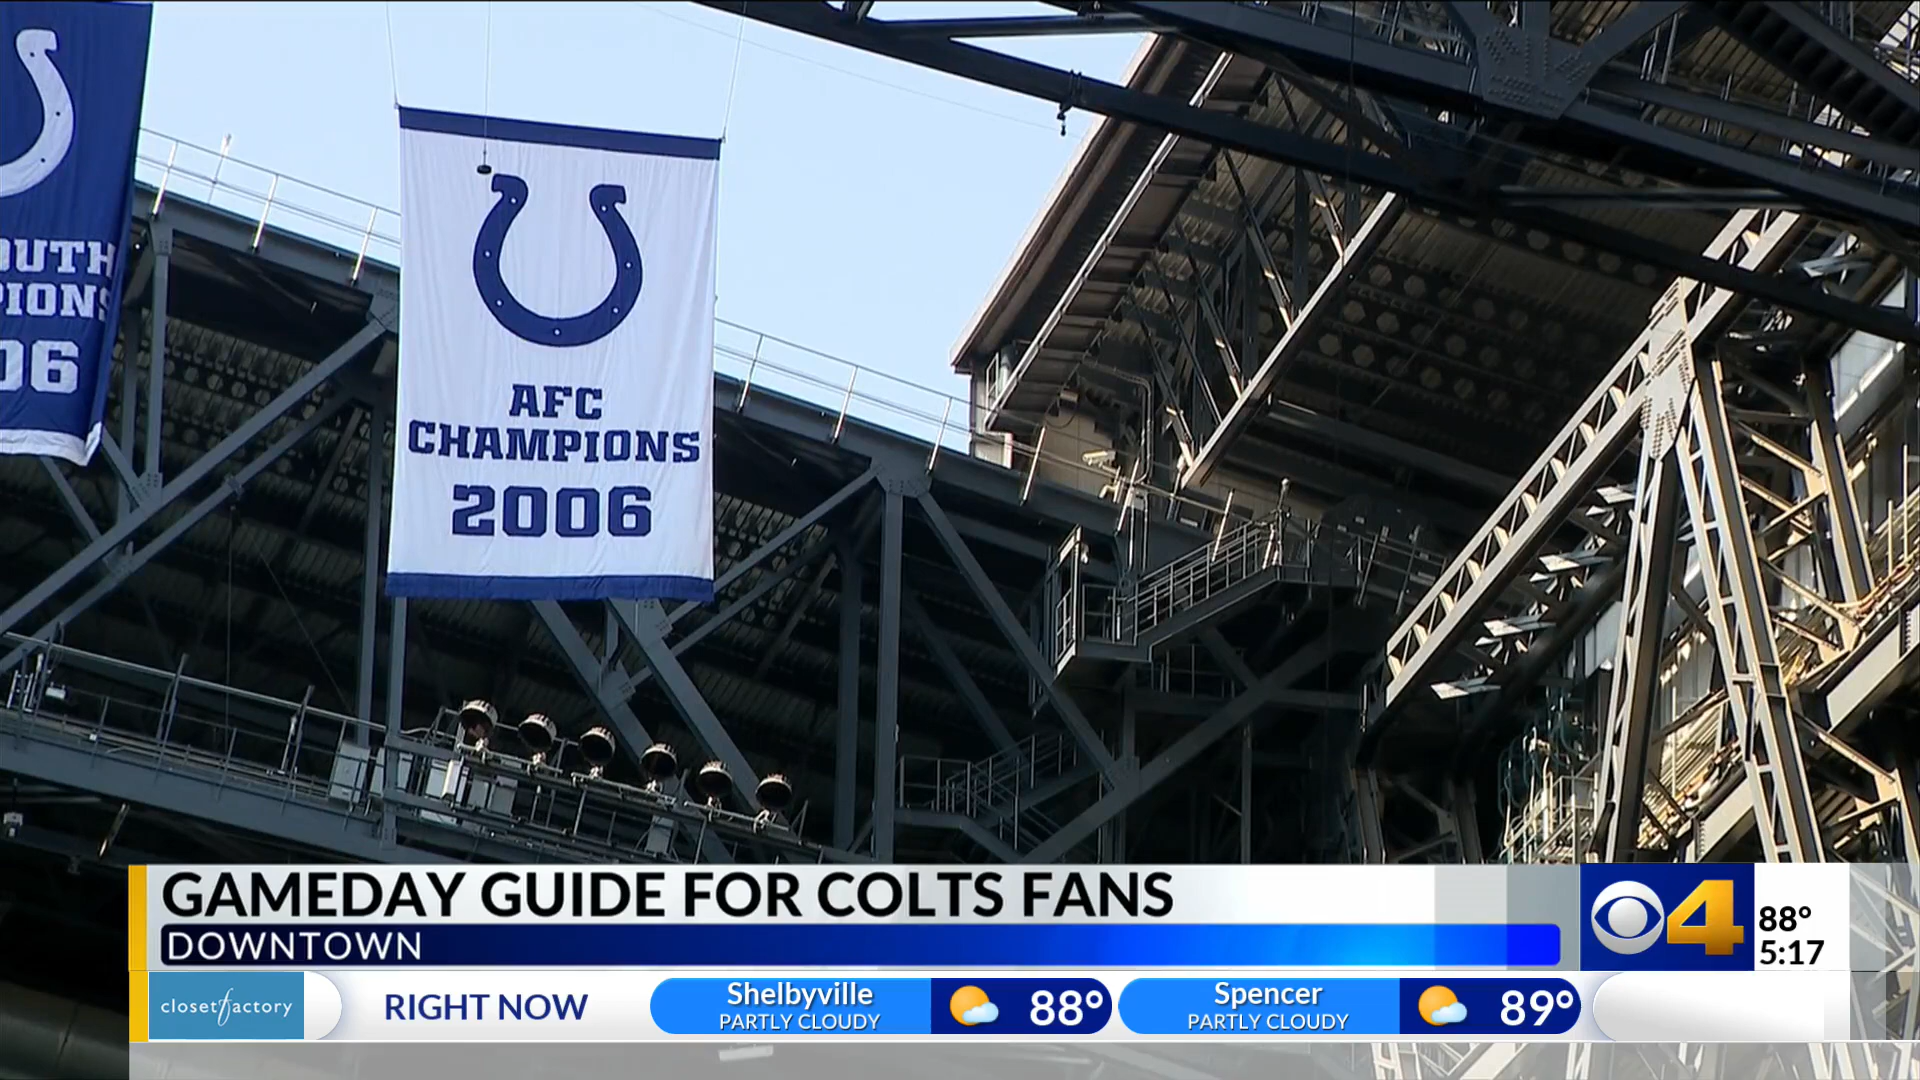 OUTH
PIONS
06
AFC
CHAMPIONS
2006
GAMEDAY GUIDE FOR COLTS FANS
DOWNTOWN
4
88°
5:17
closetfactory
RIGHT NOW
Shelbyville
PARTLY CLOUDY
88°
Spencer
PARTLY CLOUDY
89°